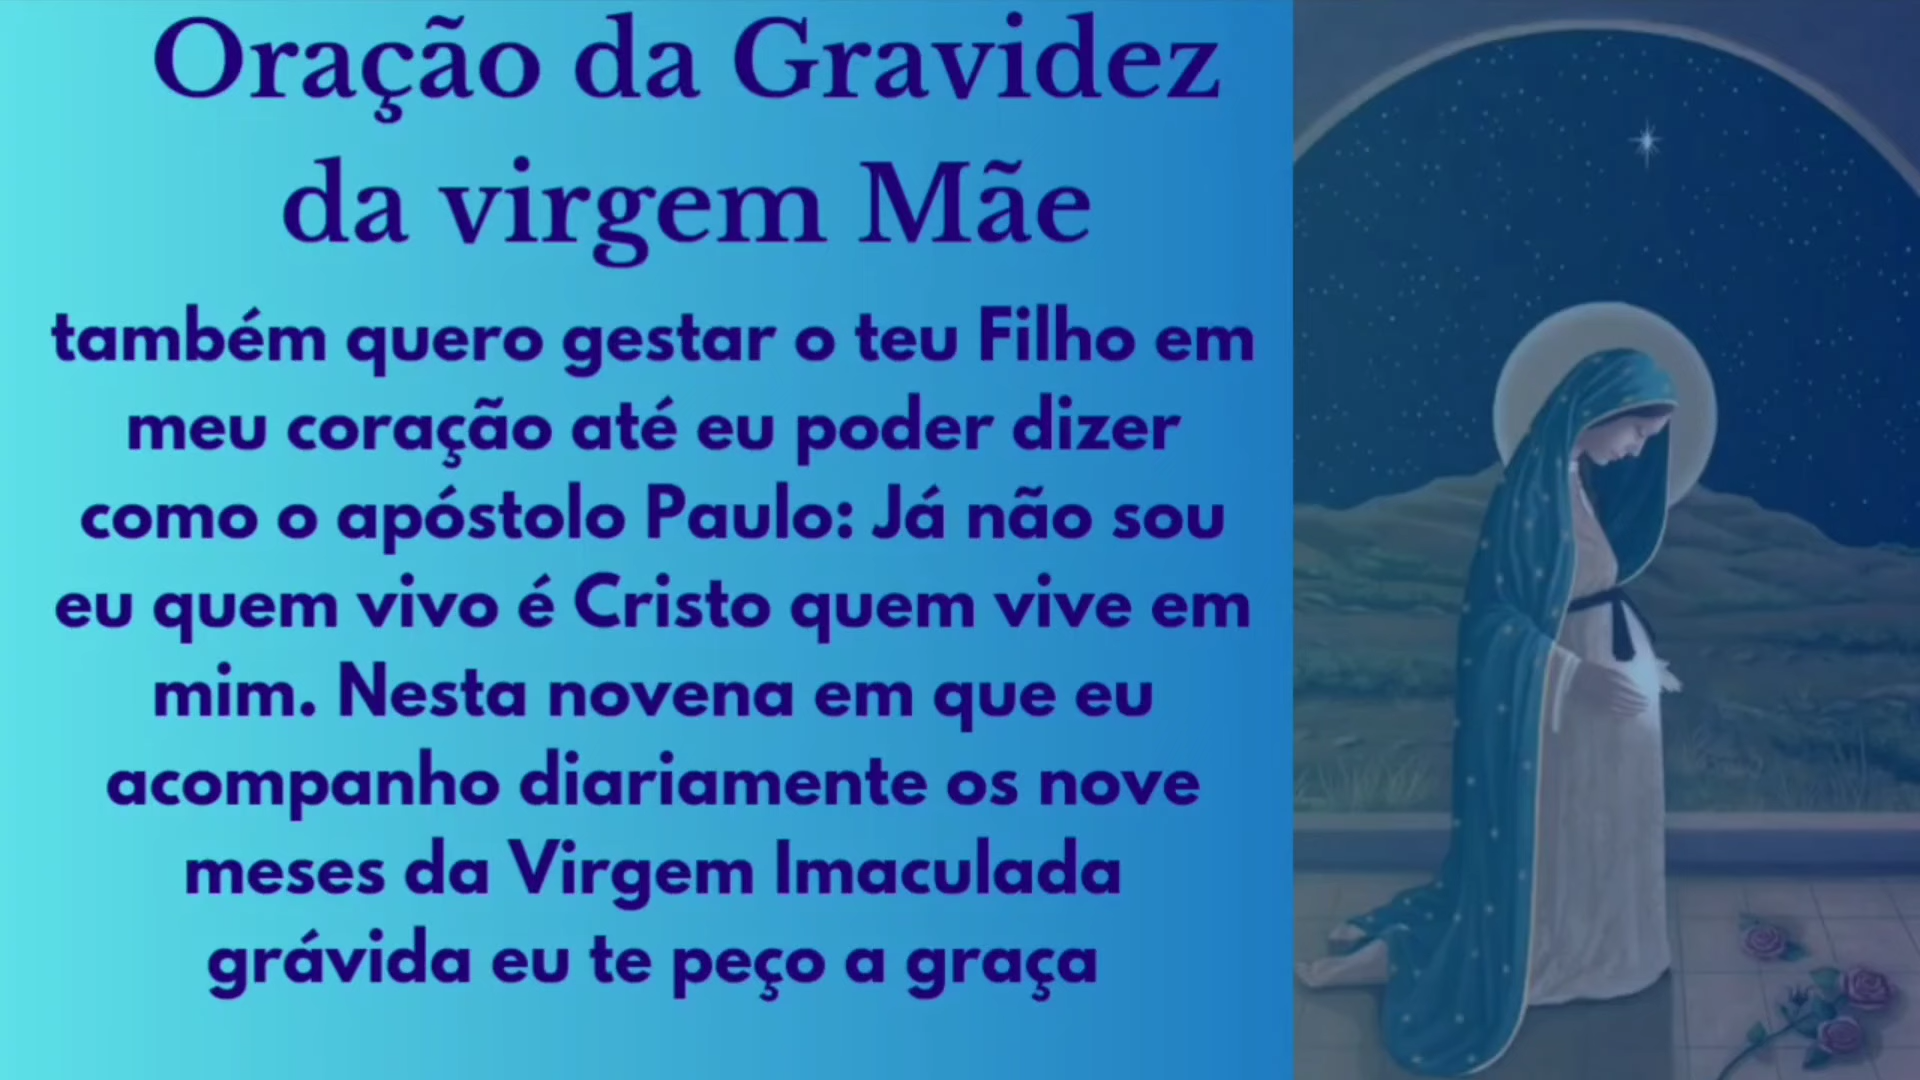 Oração da Gravidez
da virgem Mãe
também quero gestar o teu Filho em
meu coração até eu poder dizer
como o apóstolo Paulo: Já não sou
eu quem vivo é Cristo quem vive em
mim. Nesta novena em que eu
acompanho diariamente os nove
meses da Virgem Imaculada
grávida eu te peço a graça